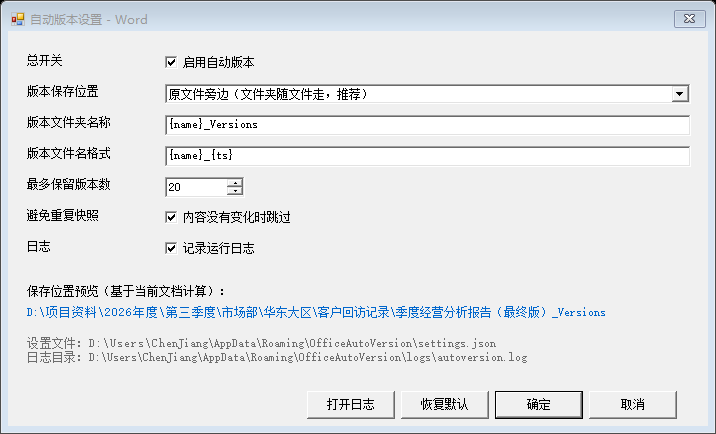 自动版本设置 - Word
总开关 启用自动版本
版本保存位置 原文件旁边（文件夹随文件走，推荐）
版本文件夹名称 {name}_Versions
版本文件名格式 {name}_{ts}
最多保留版本数 20
避免重复快照 内容没有变化时跳过
日志 记录运行日志
保存位置预览（基于当前文档计算）：
D:\项目资料\2026年度\第三季度\市场部\华东大区\客户回访记录\季度经营分析报告（最终版）_Versions
设置文件：D:\Users\ChenJiang\AppData\Roaming\OfficeAutoVersion\settings.json
日志目录：D:\Users\ChenJiang\AppData\Roaming\OfficeAutoVersion\logs\autoversion.log
打开日志 恢复默认 确定 取消